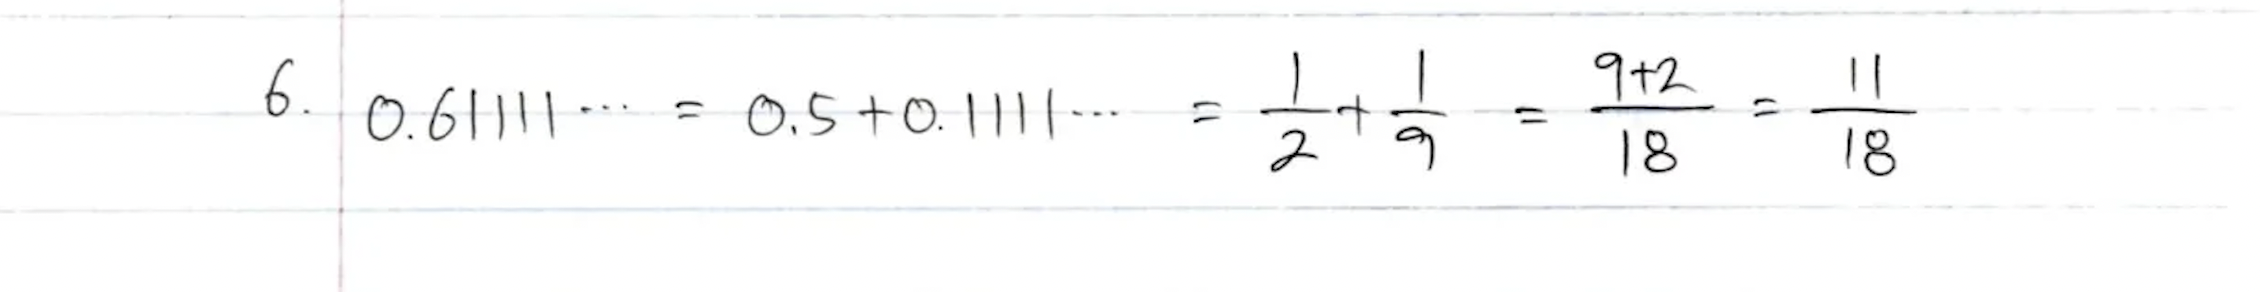 6. 0.61111... = 0.5+0.1111... = 1/2 + 1/9 = 9+2/18 = 11/18